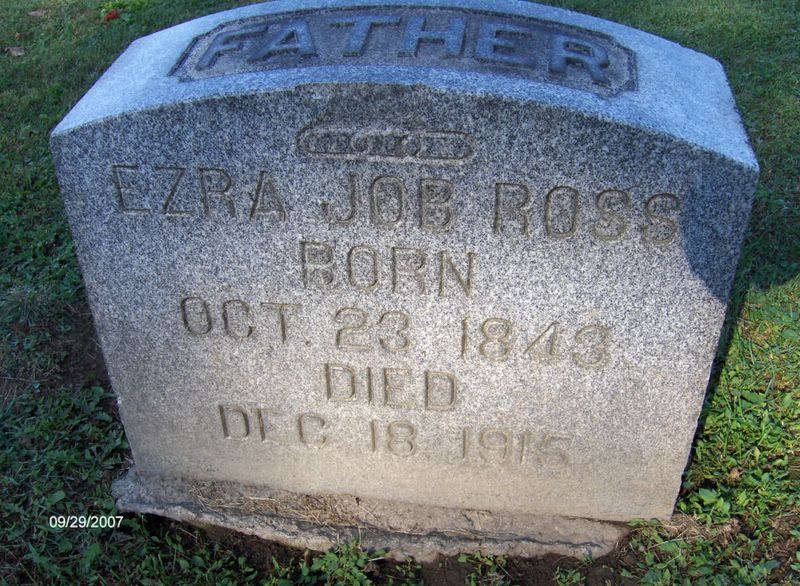 FATHER
EZRA JOB ROSS
BORN
OCT. 23 1843
DIED
DEC 18 1915
09/29/2007